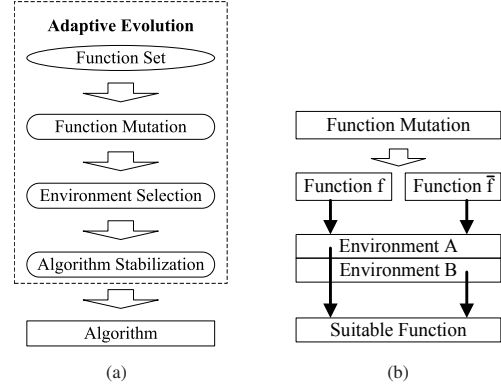 Adaptive Evolution
Function Set
Function Mutation
Environment Selection
Algorithm Stabilization
Algorithm
(a)
Function Mutation
Function f Function f̄
Environment A
Environment B
Suitable Function
(b)